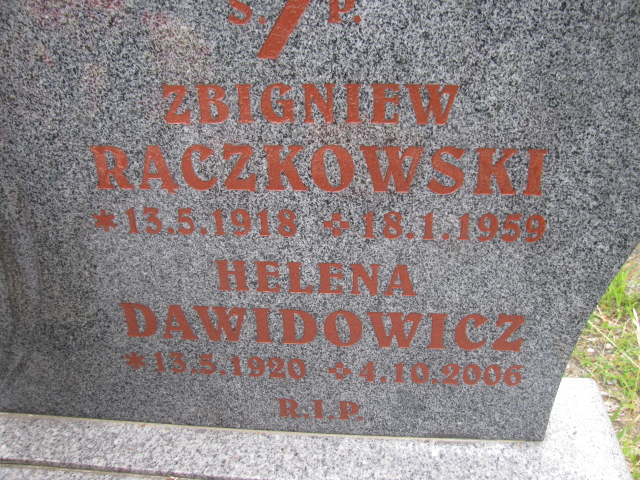 S. P.
ZBIGNIEW
RĄCZKOWSKI
*13.5.1918 ✣ 18.1.1959
HELENA
DAWIDOWICZ
*13.5.1920 ✣ 4.10.2006
R.I.P.